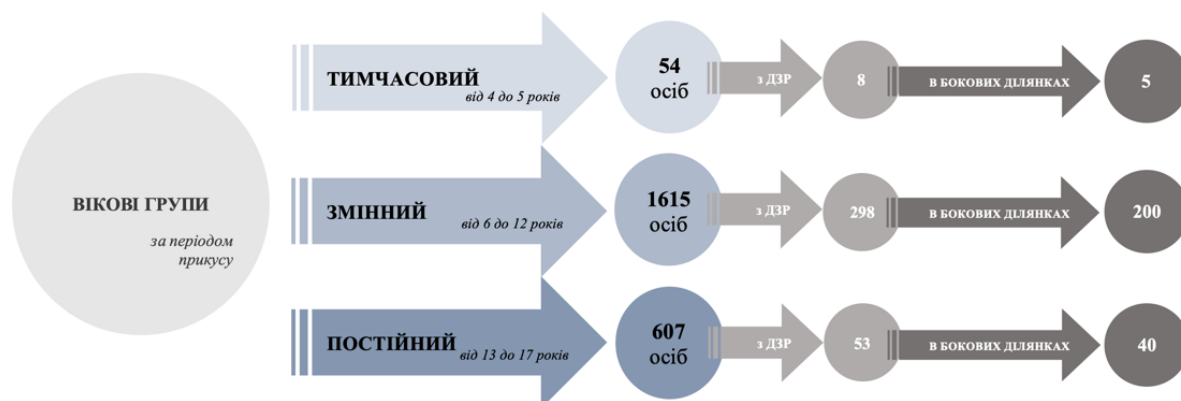 ВІКОВІ ГРУПИ
за періодом
прикусу
ТИМЧАСОВИЙ
від 4 до 5 років
54
осіб
з ДЗР
8
В БОКОВИХ ДІЛЯНКАХ
5
ЗМІННИЙ
від 6 до 12 років
1615
осіб
з ДЗР
298
В БОКОВИХ ДІЛЯНКАХ
200
ПОСТІЙНИЙ
від 13 до 17 років
607
осіб
з ДЗР
53
В БОКОВИХ ДІЛЯНКАХ
40